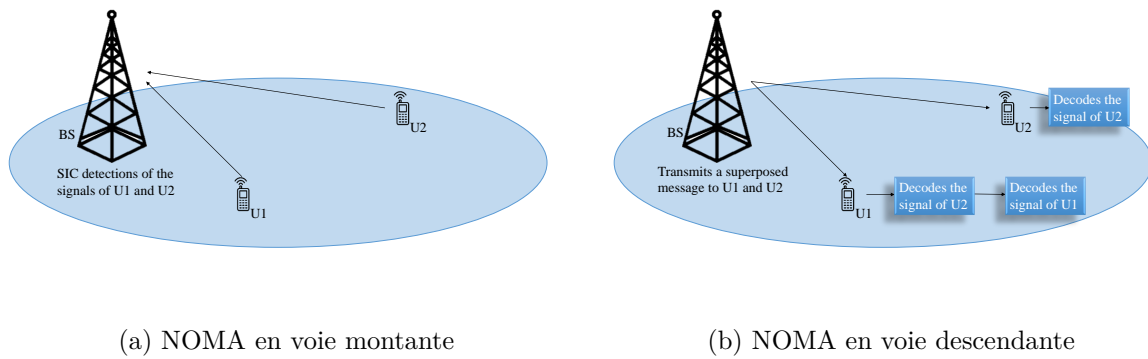 BS
U2
SIC detections of the
signals of U1 and U2
U1
(a) NOMA en voie montante
BS
U2
Decodes the
signal of U2
Transmits a superposed
message to U1 and U2
U1
Decodes the
signal of U2
Decodes the
signal of U1
(b) NOMA en voie descendante